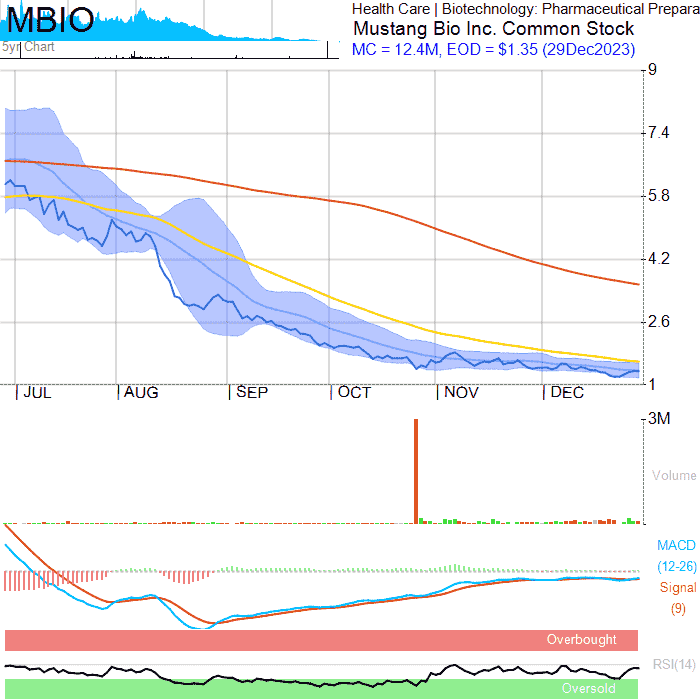 MBIO
5yr Chart
Health Care | Biotechnology: Pharmaceutical Prepara
Mustang Bio Inc. Common Stock
MC = 12.4M, EOD = $1.35 (29Dec2023)
9
7.4
5.8
4.2
2.6
1
JUL AUG SEP OCT NOV DEC
3M
Volume
MACD
(12-26)
Signal
(9)
Overbought
RSI(14)
Oversold